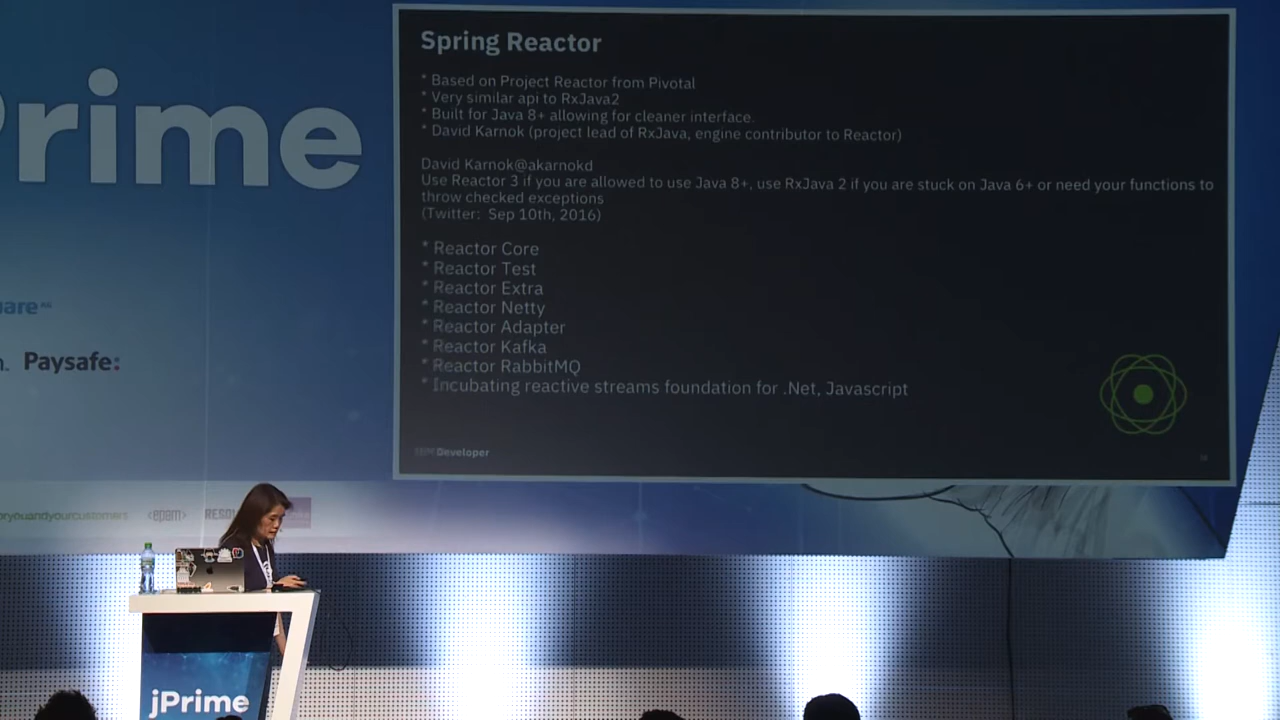 Spring Reactor
* Based on Project Reactor from Pivotal
* Very similar api to RxJava2
* Built for Java 8+ allowing for cleaner interface.
* David Karnok (project lead of RxJava, engine contributor to Reactor)
David Karnok@akarnokd
Use Reactor 3 if you are allowed to use Java 8+, use RxJava 2 if you are stuck on Java 6+ or need your functions to
throw checked exceptions
(Twitter: Sep 10th, 2016)
* Reactor Core
* Reactor Test
* Reactor Extra
* Reactor Netty
* Reactor Adapter
* Reactor Kafka
* Reactor RabbitMQ
* Incubating reactive streams foundation for .Net, Javascript
IBM Developer
Prime
Paysafe:
<epam>
jPrime